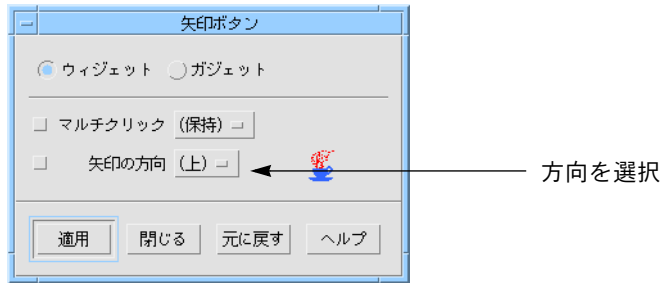 矢印ボタン
ウィジェット ガジェット
マルチクリック (保持)
矢印の方向 (上)
方向を選択
適用 閉じる 元に戻す ヘルプ